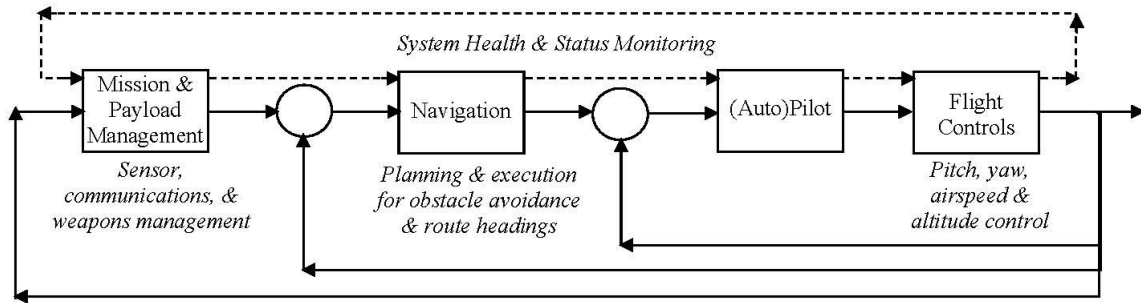 System Health & Status Monitoring
Mission &
Payload
Management
Navigation
(Auto)Pilot
Flight
Controls
Sensor,
communications, &
weapons management
Planning & execution
for obstacle avoidance
& route headings
Pitch, yaw,
airspeed &
altitude control